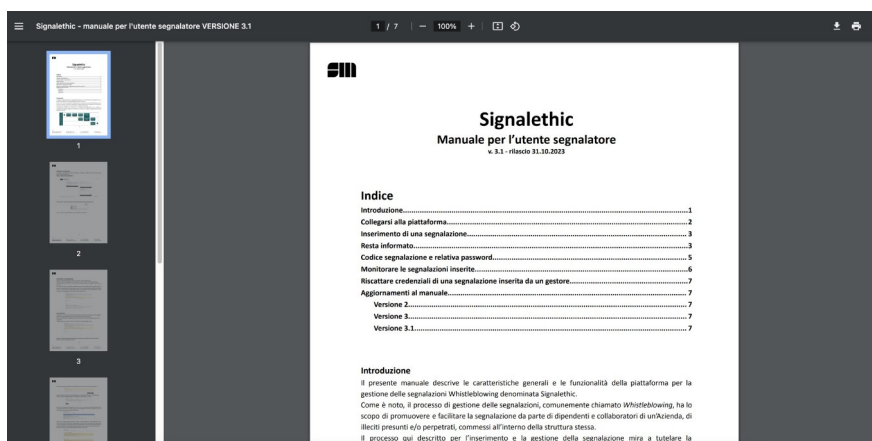 Signalethic - manuale per l'utente segnalatore VERSIONE 3.1
1 / 7
100%
Signalethic
Manuale per l'utente segnalatore
v. 3.1 - rilascio 31.10.2023
Indice
Introduzione 1
Collegarsi alla piattaforma 2
Inserimento di una segnalazione 3
Resta informato 3
Codice segnalazione e relativa password 5
Monitorare le segnalazioni inserite 6
Riscattare credenziali di una segnalazione inserita da un gestore 7
Aggiornamenti al manuale 7
Versione 2 7
Versione 3 7
Versione 3.1 7
Introduzione
Il presente manuale descrive le caratteristiche generali e le funzionalità della piattaforma per la
gestione delle segnalazioni Whistleblowing denominata Signalethic.
Come è noto, il processo di gestione delle segnalazioni, comunemente chiamato Whistleblowing, ha lo
scopo di promuovere e facilitare la segnalazione da parte di dipendenti e collaboratori di un'Azienda, di
illeciti presunti e/o perpetrati, commessi all'interno della struttura stessa.
Il processo qui descritto per l'inserimento e la gestione della segnalazione mira a tutelare la
1
2
3